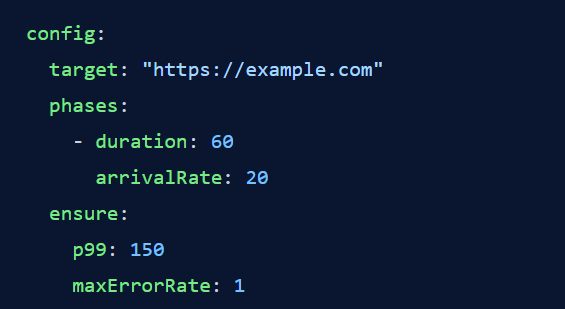 config:
  target: "https://example.com"
  phases:
    - duration: 60
      arrivalRate: 20
  ensure:
    p99: 150
    maxErrorRate: 1